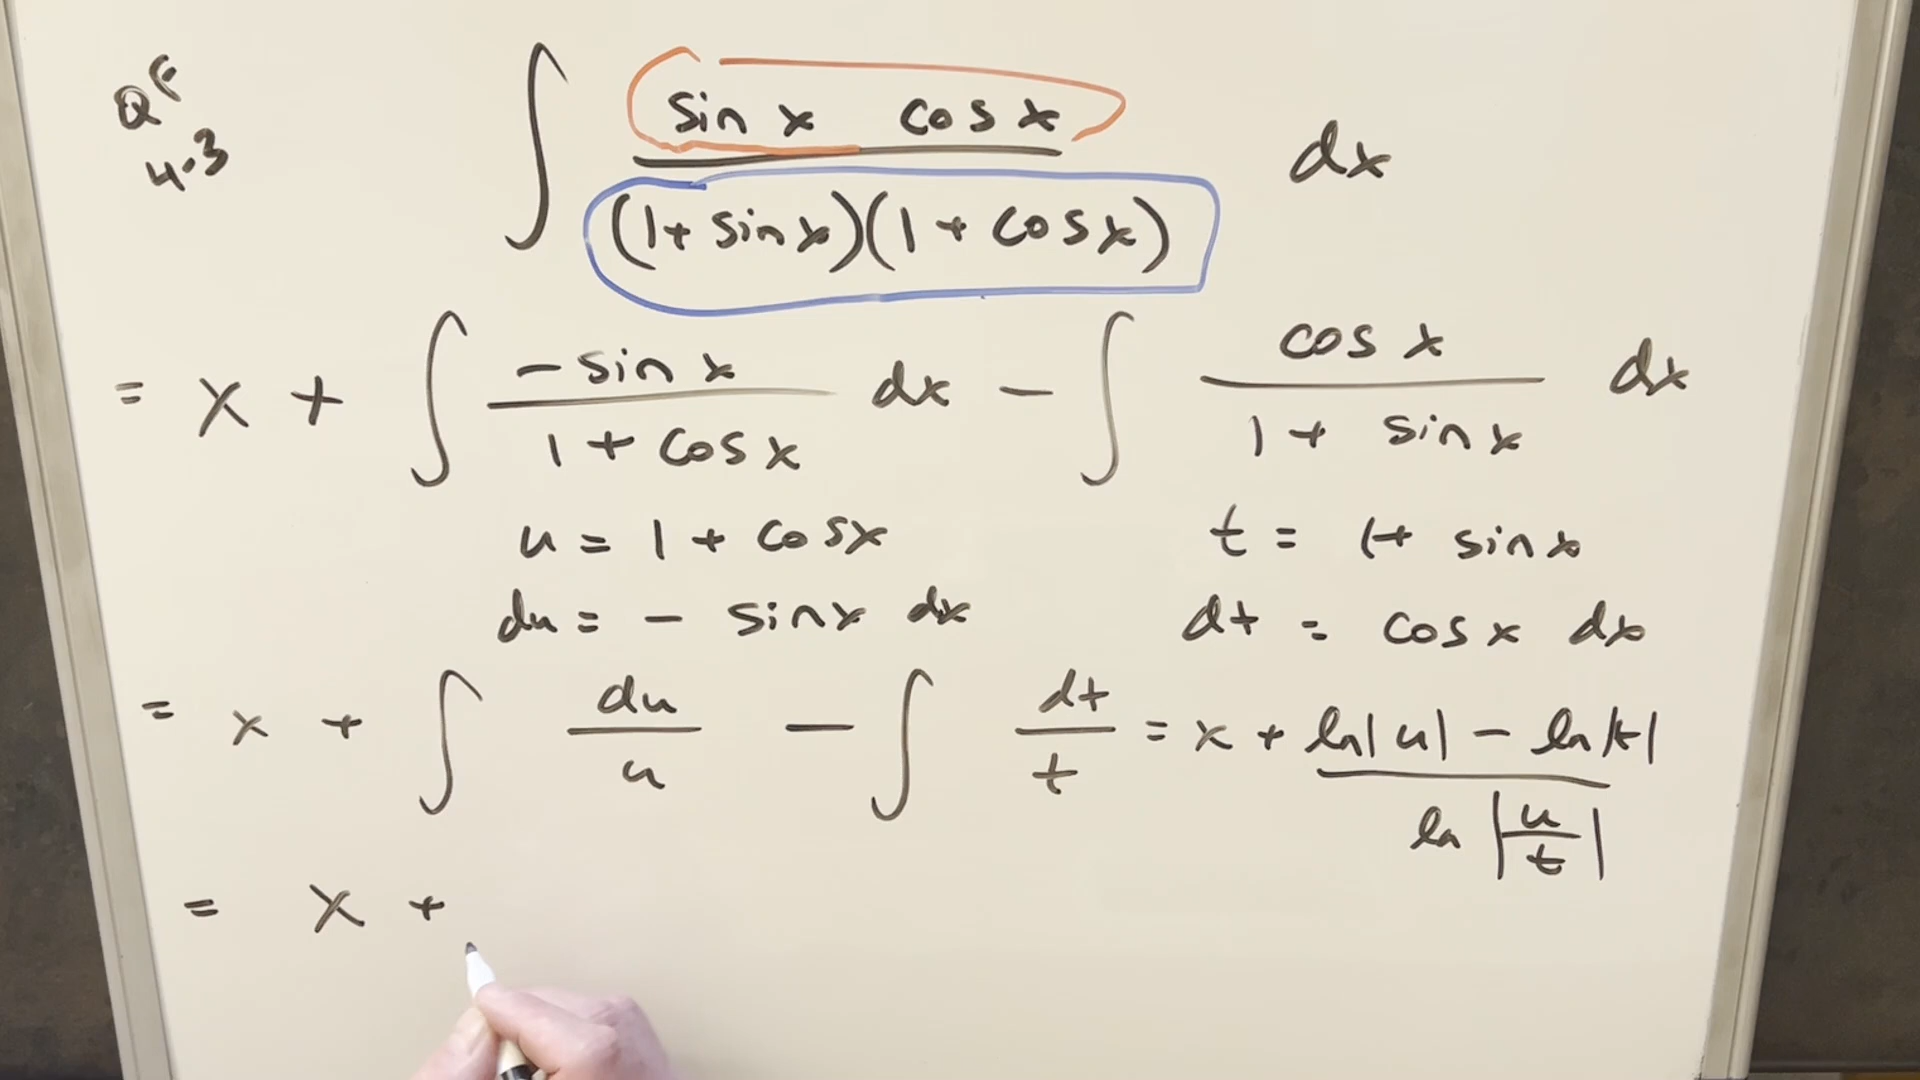 QF 4.3
∫ sin x cos x / (1 + sin x)(1 + cos x) dx
= x + ∫ - sin x / 1 + cos x dx - ∫ cos x / 1 + sin x dx
u = 1 + cos x    t = 1 + sin x
du = - sin x dx    dt = cos x dx
= x + ∫ du / u - ∫ dt / t = x + ln|u| - ln|t|
ln |u / t|
= x +